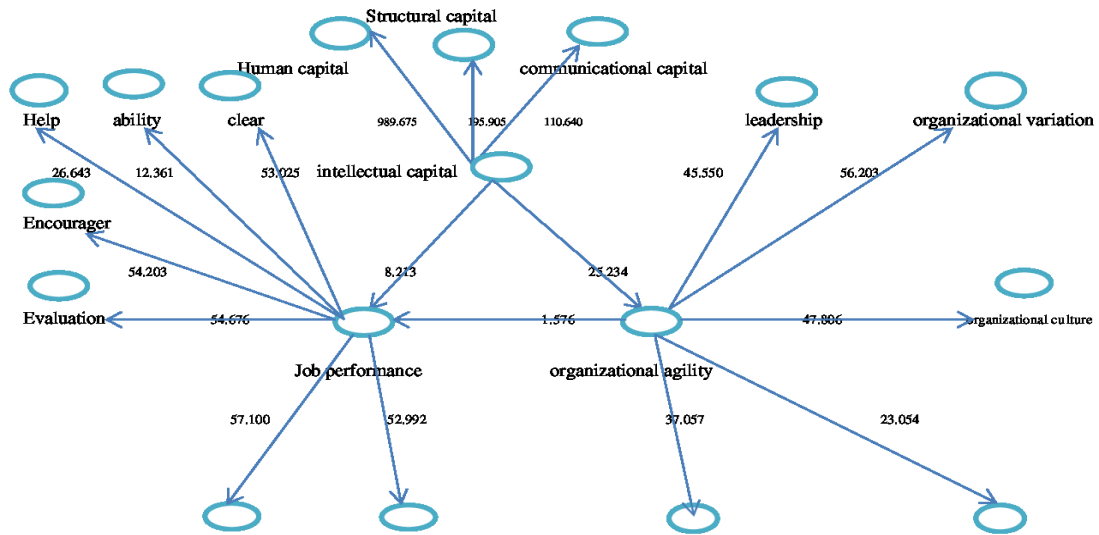 Structural capital
Human capital
communicational capital
Help
ability
clear
989.675
195.905
110.640
leadership
organizational variation
26.643
12.361
53.025
intellectual capital
45.550
56.203
Encourager
54.203
8.213
25.234
Evaluation
54.676
1.576
47.886
organizational culture
Job performance
organizational agility
57.100
52.992
37.057
23.054